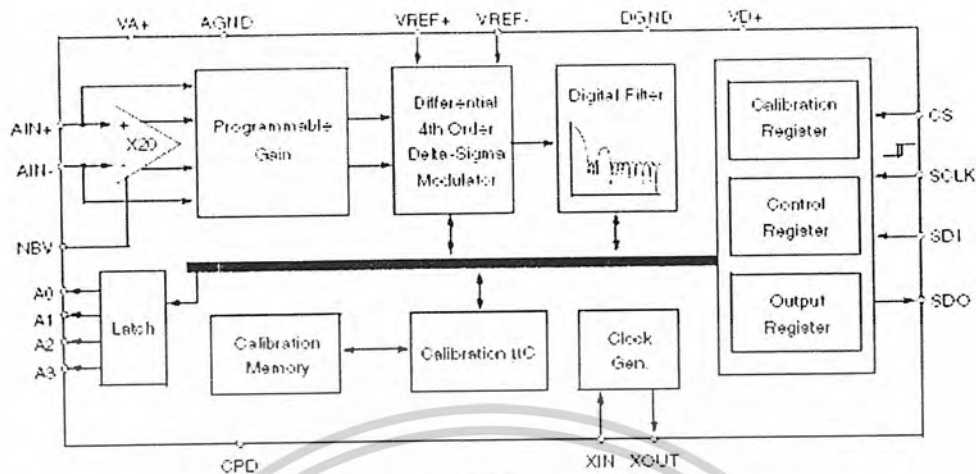 VA+ AGND VREF+ VREF- DGND VD+
AIN+
AIN-
NBV
A0
A1
A2
A3
+
-
X20
Programmable
Gain
Differential
4th Order
Delta-Sigma
Modulator
Digital Filter
Calibration
Register
Control
Register
Output
Register
CS
SCLK
SDI
SDO
Latch
Calibration
Memory
Calibration µC
Clock
Gen.
CPD XIN XOUT